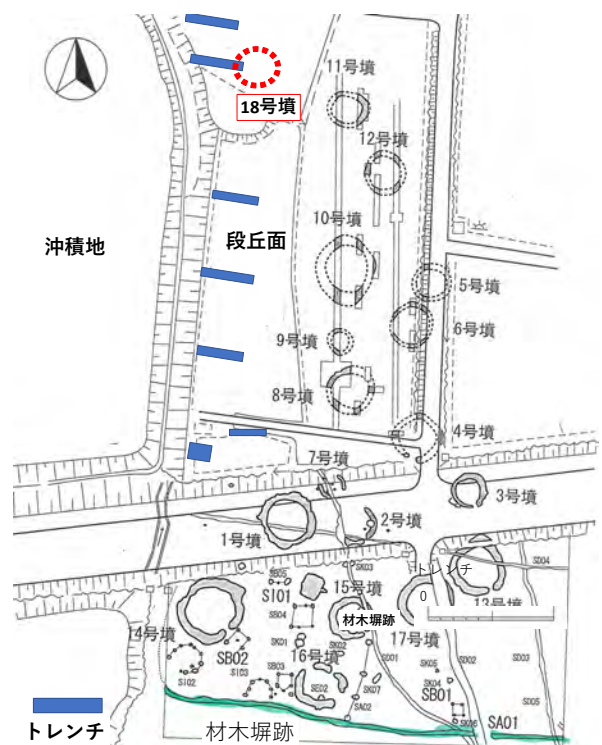 11号墳
18号墳
12号墳
10号墳
沖積地
段丘面
5号墳
6号墳
9号墳
8号墳
4号墳
7号墳
3号墳
2号墳
1号墳
SK03
SD04
SB05
SI01
15号墳
トレンチ
0
13号墳
SB04
材木塀跡
14号墳
SK01
SK02
SD01
17号墳
SB02
16号墳
SI03
SB03
SK05
SD02
SD03
SI02
SK04
SK07
SB01
SA02
SD05
SK06
SA01
トレンチ
材木塀跡